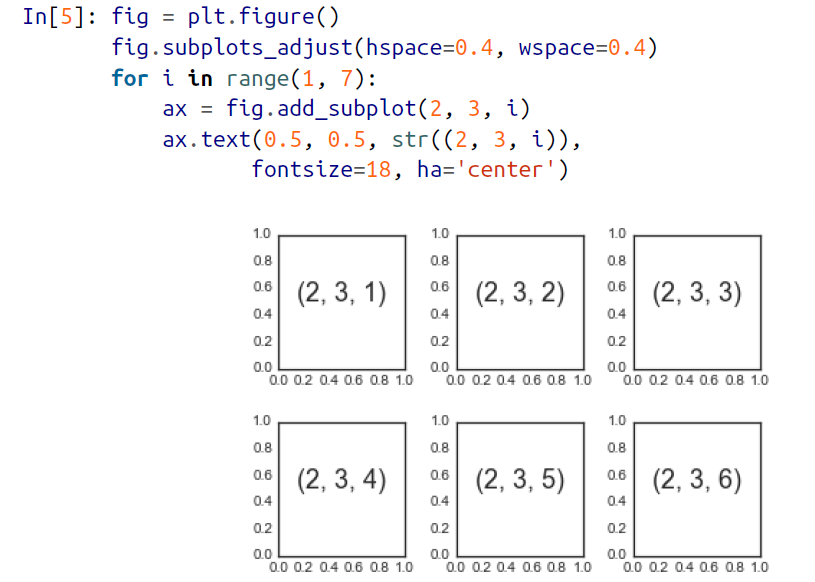 In[5]: fig = plt.figure()
fig.subplots_adjust(hspace=0.4, wspace=0.4)
for i in range(1, 7):
ax = fig.add_subplot(2, 3, i)
ax.text(0.5, 0.5, str((2, 3, i)),
fontsize=18, ha='center')
1.0 1.0 1.0
0.8 0.8 0.8
0.6 (2, 3, 1) 0.6 (2, 3, 2) 0.6 (2, 3, 3)
0.4 0.4 0.4
0.2 0.2 0.2
0.0 0.0 0.0
0.0 0.2 0.4 0.6 0.8 1.0 0.0 0.2 0.4 0.6 0.8 1.0 0.0 0.2 0.4 0.6 0.8 1.0
1.0 1.0 1.0
0.8 0.8 0.8
0.6 (2, 3, 4) 0.6 (2, 3, 5) 0.6 (2, 3, 6)
0.4 0.4 0.4
0.2 0.2 0.2
0.0 0.0 0.0
0.0 0.2 0.4 0.6 0.8 1.0 0.0 0.2 0.4 0.6 0.8 1.0 0.0 0.2 0.4 0.6 0.8 1.0